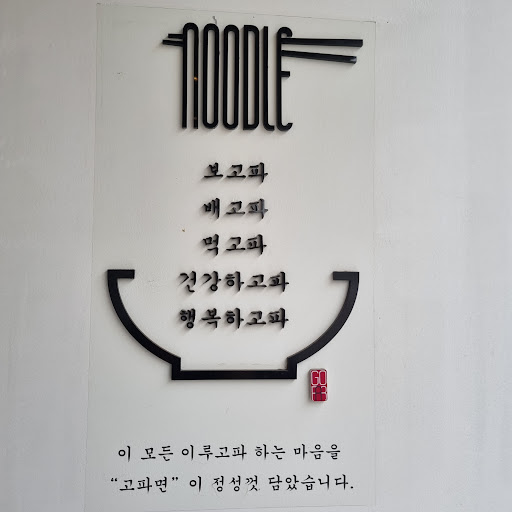 NOODLE
보고파
배고파
먹고파
건강하고파
행복하고파
GO
이 모든 이루고파 하는 마음을
“고파면” 이 정성껏 담았습니다.